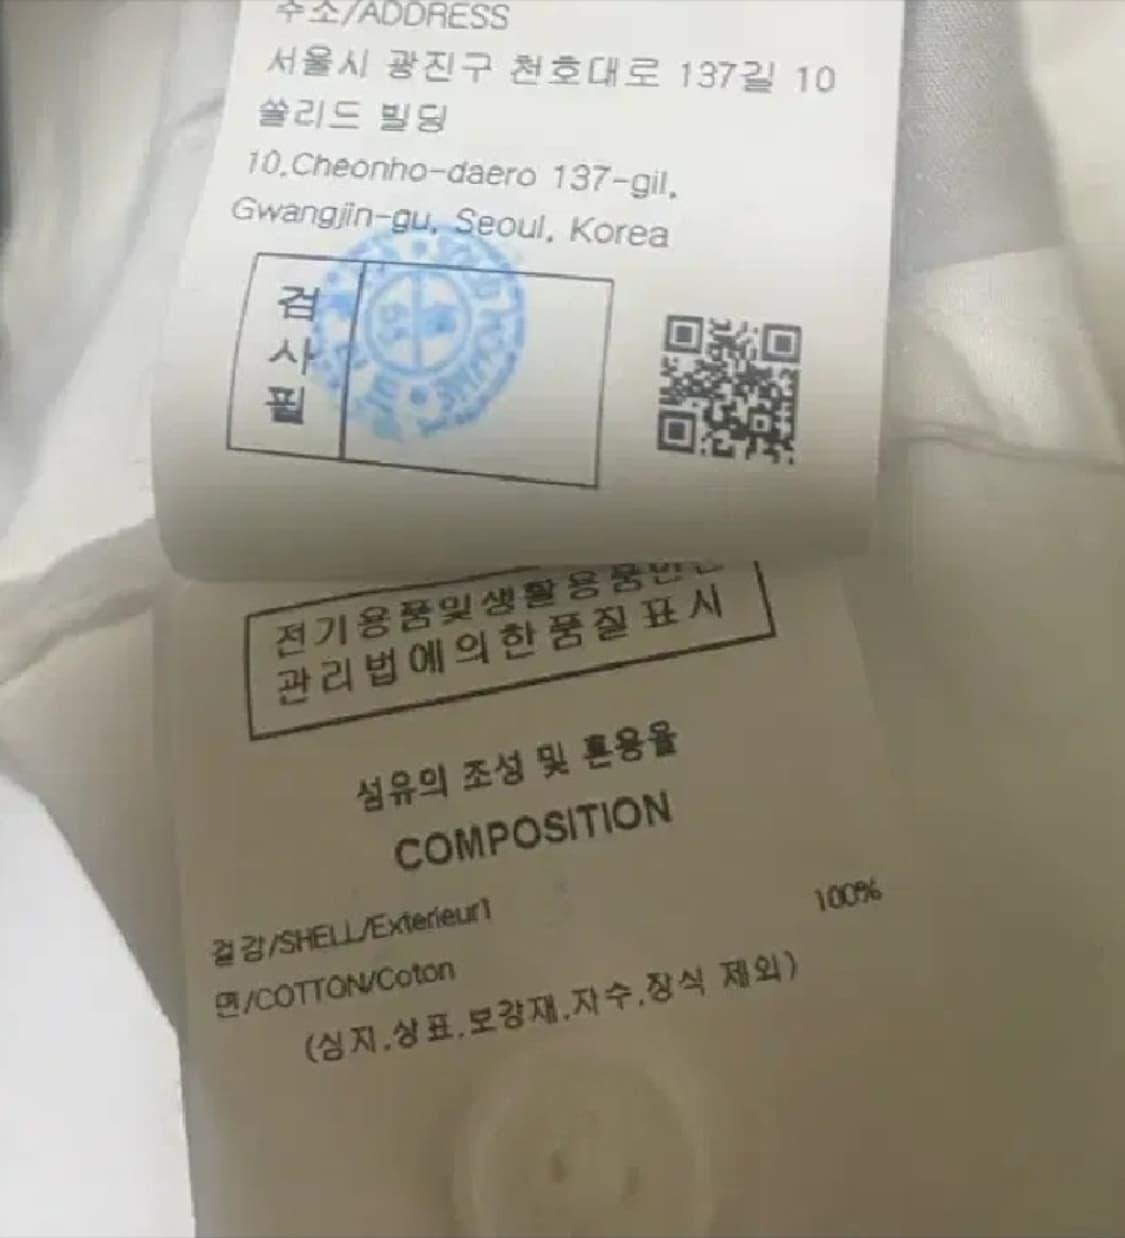 주소/ADDRESS
서울시 광진구 천호대로 137길 10
쏠리드 빌딩
10,Cheonho-daero 137-gil,
Gwangjin-gu, Seoul, Korea
검
사
필
전기용품및생활용품안전
관리법에의한품질표시
섬유의 조성 및 혼용율
COMPOSITION
겉감/SHELL/Exterieur1 100%
면/COTTON/Coton
(심지.상표.보강재.자수.장식 제외)